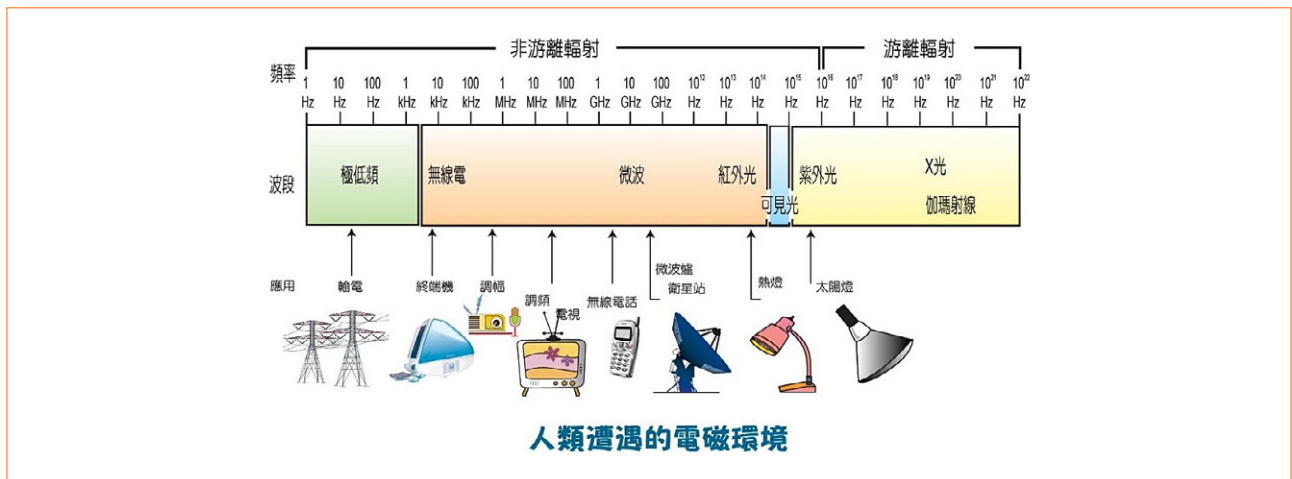 非游離輻射 游離輻射
頻率 1 Hz 10 Hz 100 Hz 1 kHz 10 kHz 100 kHz 1 MHz 10 MHz 100 MHz 1 GHz 10 GHz 100 GHz 10¹² Hz 10¹³ Hz 10¹⁴ Hz 10¹⁵ Hz 10¹⁶ Hz 10¹⁷ Hz 10¹⁸ Hz 10¹⁹ Hz 10²⁰ Hz 10²¹ Hz 10²² Hz
波段 極低頻 無線電 微波 紅外光 可見光 紫外光 X光 伽瑪射線
應用 輸電 終端機 調幅 調頻 電視 無線電話 微波爐 衛星站 熱燈 太陽燈
人類遭遇的電磁環境